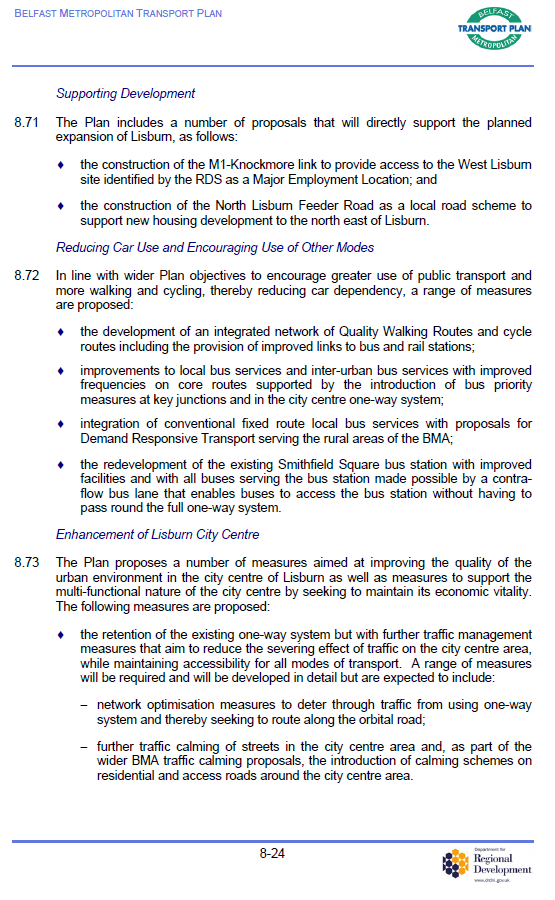 BELFAST METROPOLITAN TRANSPORT PLAN
BELFAST
TRANSPORT PLAN
METROPOLITAN
Supporting Development
8.71 The Plan includes a number of proposals that will directly support the planned
expansion of Lisburn, as follows:
♦ the construction of the M1-Knockmore link to provide access to the West Lisburn
site identified by the RDS as a Major Employment Location; and
♦ the construction of the North Lisburn Feeder Road as a local road scheme to
support new housing development to the north east of Lisburn.
Reducing Car Use and Encouraging Use of Other Modes
8.72 In line with wider Plan objectives to encourage greater use of public transport and
more walking and cycling, thereby reducing car dependency, a range of measures
are proposed:
♦ the development of an integrated network of Quality Walking Routes and cycle
routes including the provision of improved links to bus and rail stations;
♦ improvements to local bus services and inter-urban bus services with improved
frequencies on core routes supported by the introduction of bus priority
measures at key junctions and in the city centre one-way system;
♦ integration of conventional fixed route local bus services with proposals for
Demand Responsive Transport serving the rural areas of the BMA;
♦ the redevelopment of the existing Smithfield Square bus station with improved
facilities and with all buses serving the bus station made possible by a contra-
flow bus lane that enables buses to access the bus station without having to
pass round the full one-way system.
Enhancement of Lisburn City Centre
8.73 The Plan proposes a number of measures aimed at improving the quality of the
urban environment in the city centre of Lisburn as well as measures to support the
multi-functional nature of the city centre by seeking to maintain its economic vitality.
The following measures are proposed:
♦ the retention of the existing one-way system but with further traffic management
measures that aim to reduce the severing effect of traffic on the city centre area,
while maintaining accessibility for all modes of transport. A range of measures
will be required and will be developed in detail but are expected to include:
– network optimisation measures to deter through traffic from using one-way
system and thereby seeking to route along the orbital road;
– further traffic calming of streets in the city centre area and, as part of the
wider BMA traffic calming proposals, the introduction of calming schemes on
residential and access roads around the city centre area.
8-24
Department for
Regional
Development
www.drdni.gov.uk